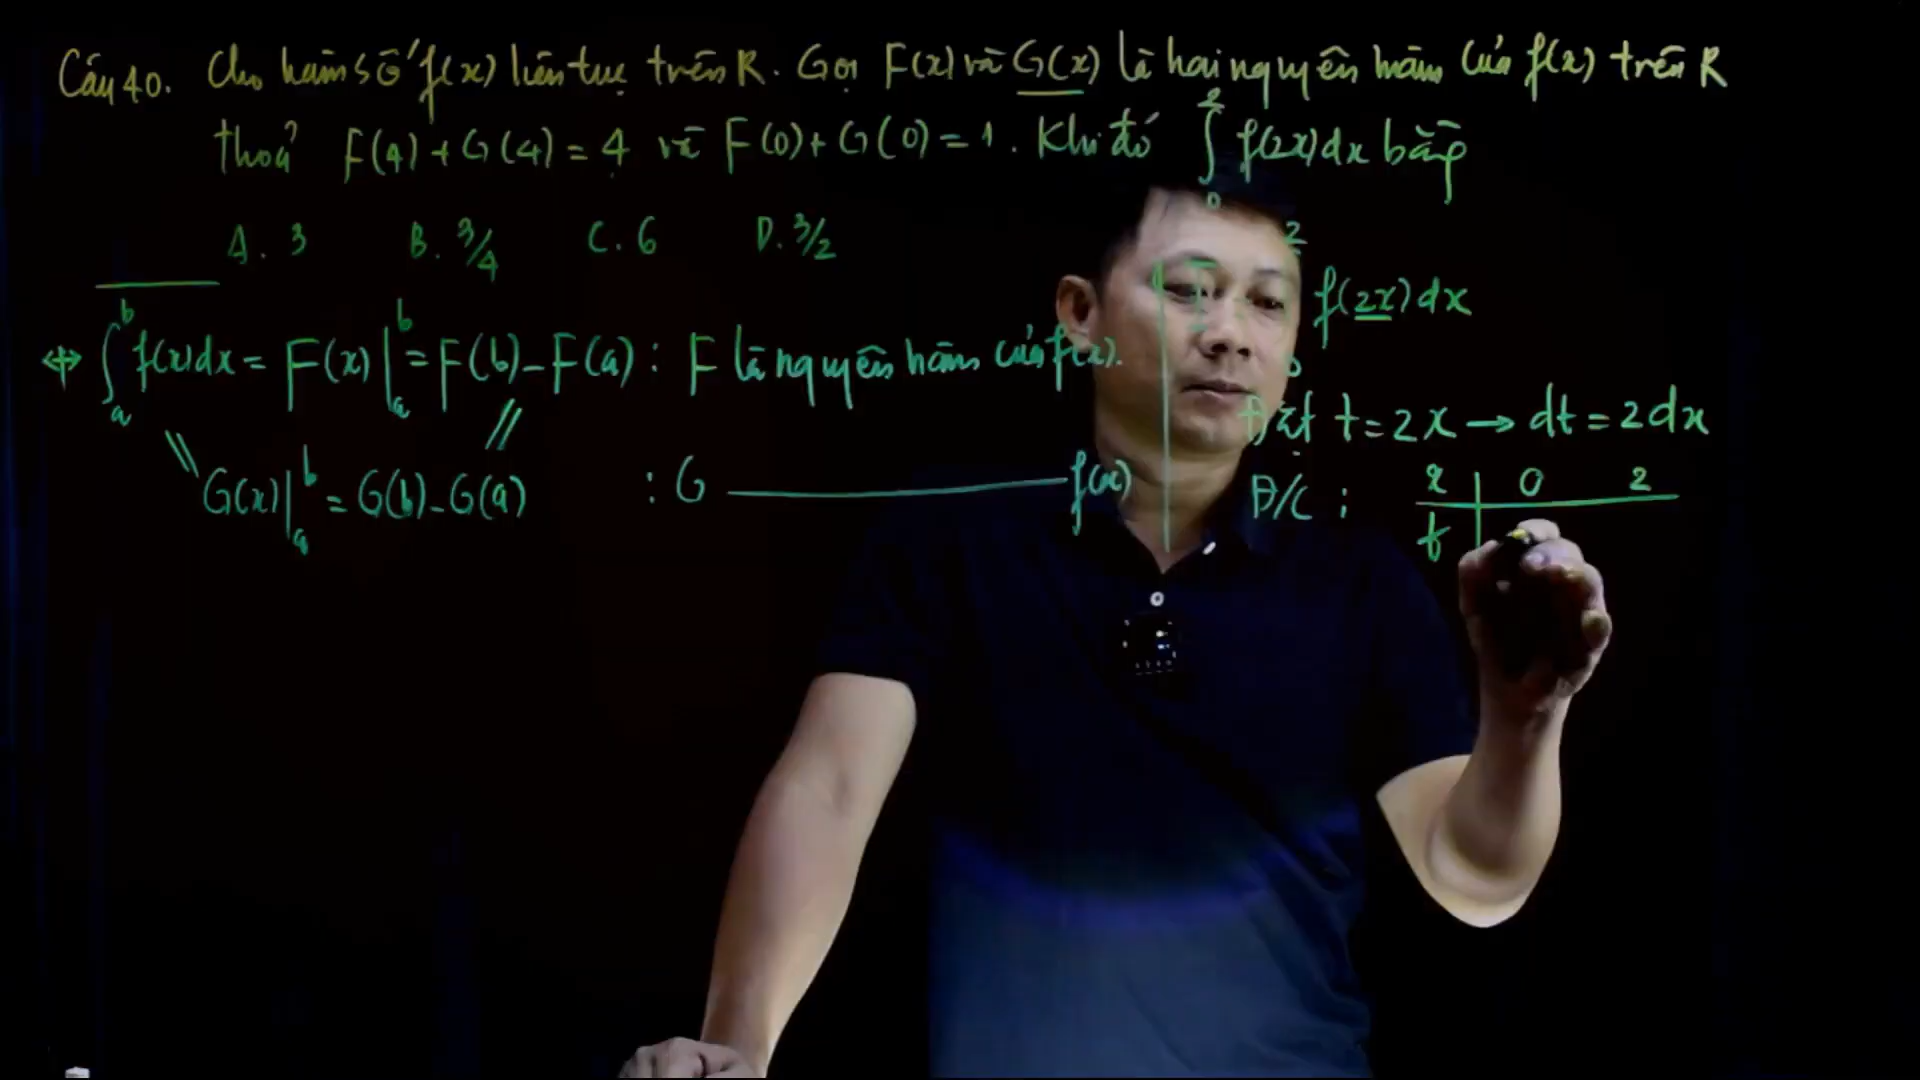 Câu 40. Cho hàm số f(x) liên tục trên R. Gọi F(x) và G(x) là hai nguyên hàm của f(x) trên R
thoả F(4) + G(4) = 4 và F(0) + G(0) = 1. Khi đó ∫₀² f(2x)dx bằng
A. 3 B. 3/4 C. 6 D. 3/2
∫ₐᵇ f(x)dx = F(x)|ₐᵇ = F(b) - F(a) : F là nguyên hàm của f(x).
G(x)|ₐᵇ = G(b) - G(a) : G f(x)
2
f(2x)dx
0
Đặt t = 2x → dt = 2dx
Đ/C : x 0 2
t